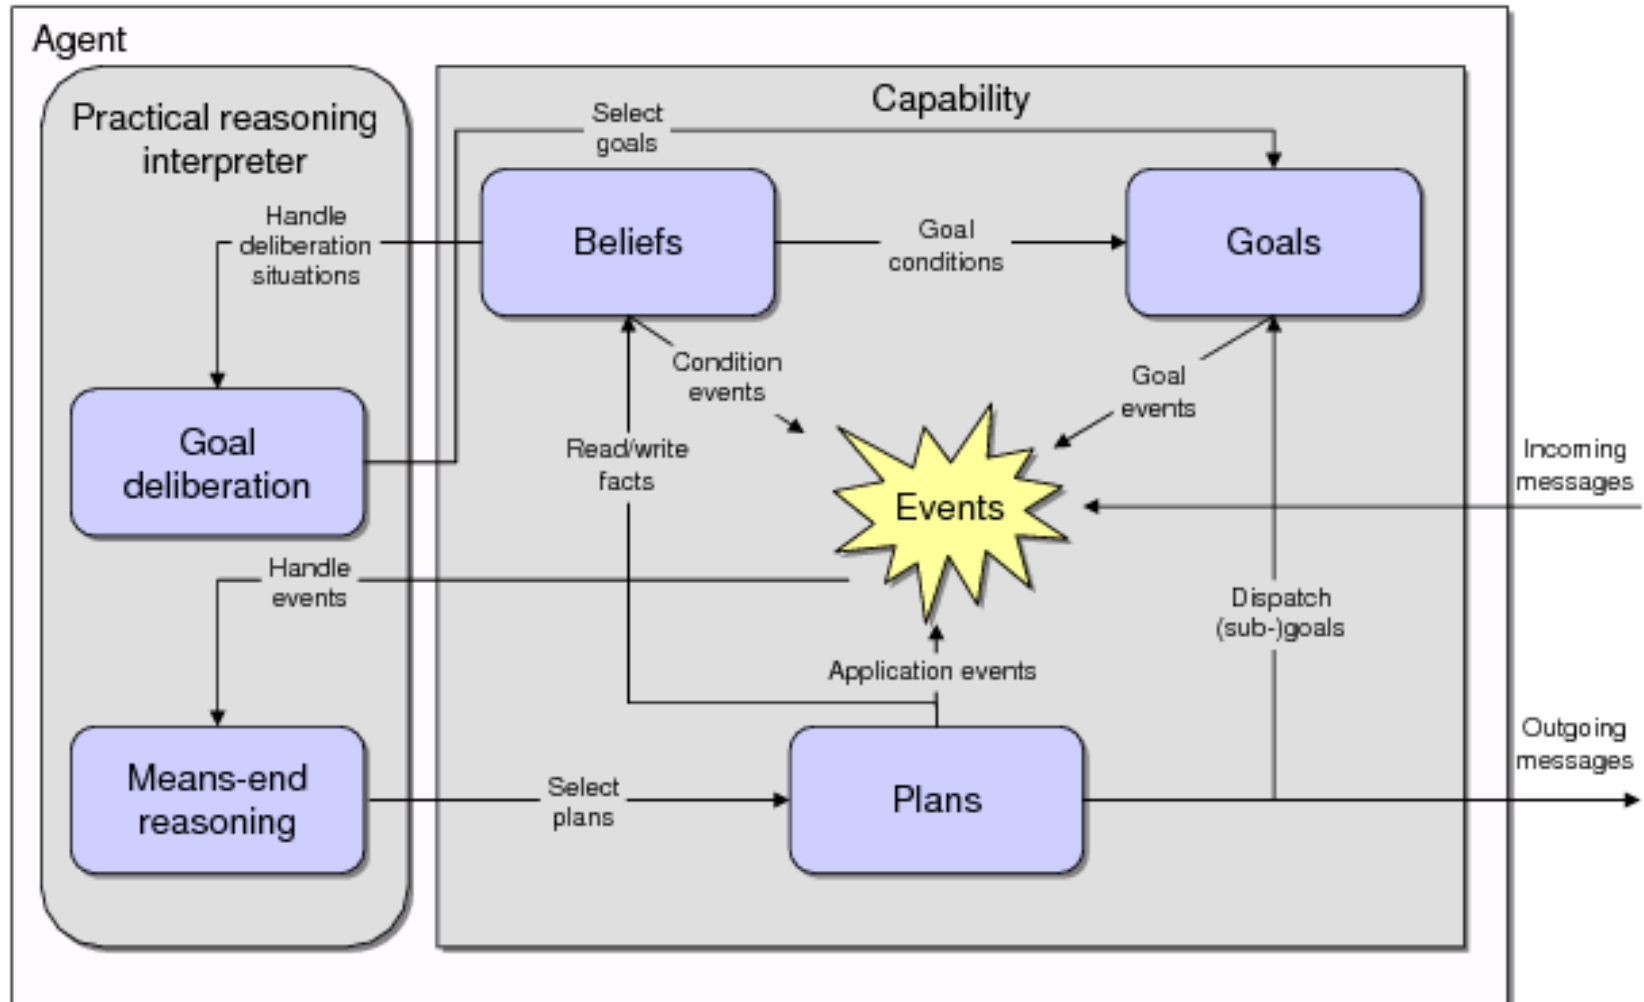 Agent
Practical reasoning
interpreter
Capability
Select
goals
Handle
deliberation
situations
Beliefs
Goal
conditions
Goals
Condition
events
Goal
events
Goal
deliberation
Read/write
facts
Events
Incoming
messages
Handle
events
Dispatch
(sub-)goals
Application events
Means-end
reasoning
Select
plans
Plans
Outgoing
messages